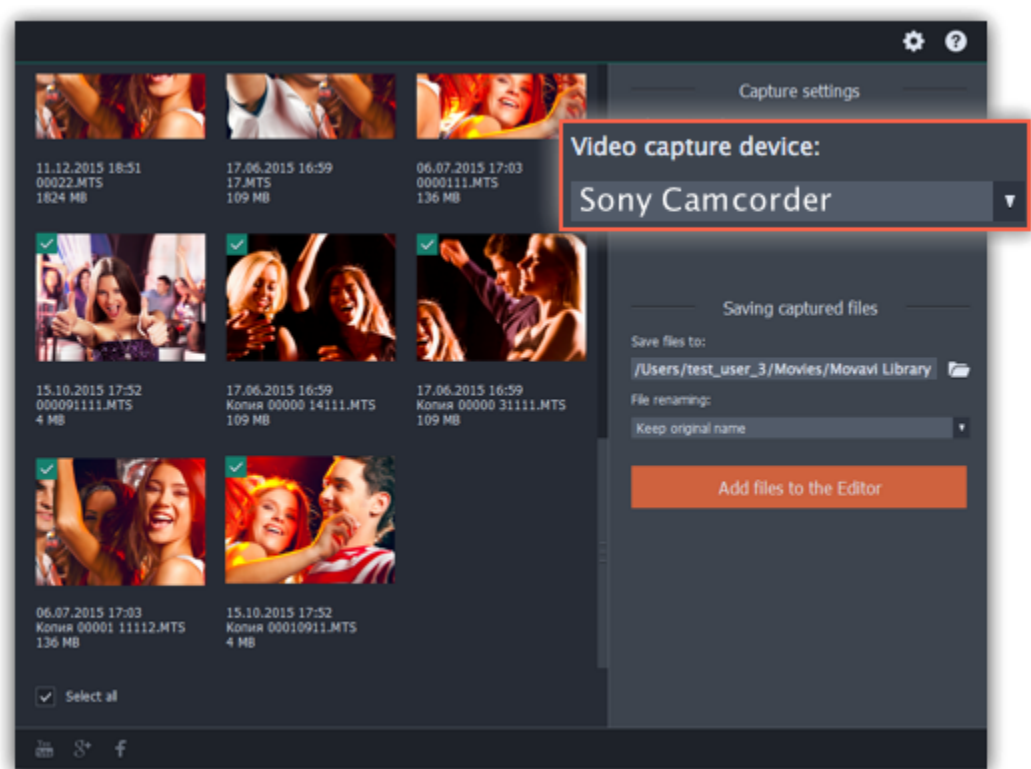 Capture settings
Video capture device:
Sony Camcorder
11.12.2015 18:51
00022.MTS
1824 MB
17.06.2015 16:59
17.MTS
109 MB
06.07.2015 17:03
0000111.MTS
136 MB
15.10.2015 17:52
000091111.MTS
4 MB
17.06.2015 16:59
Копия 00000 14111.MTS
109 MB
17.06.2015 16:59
Копия 00000 31111.MTS
109 MB
06.07.2015 17:03
Копия 00001 11112.MTS
136 MB
15.10.2015 17:52
Копия 00010911.MTS
4 MB
Select all
Saving captured files
Save files to:
/Users/test_user_3/Movies/Movavi Library
File renaming:
Keep original name
Add files to the Editor